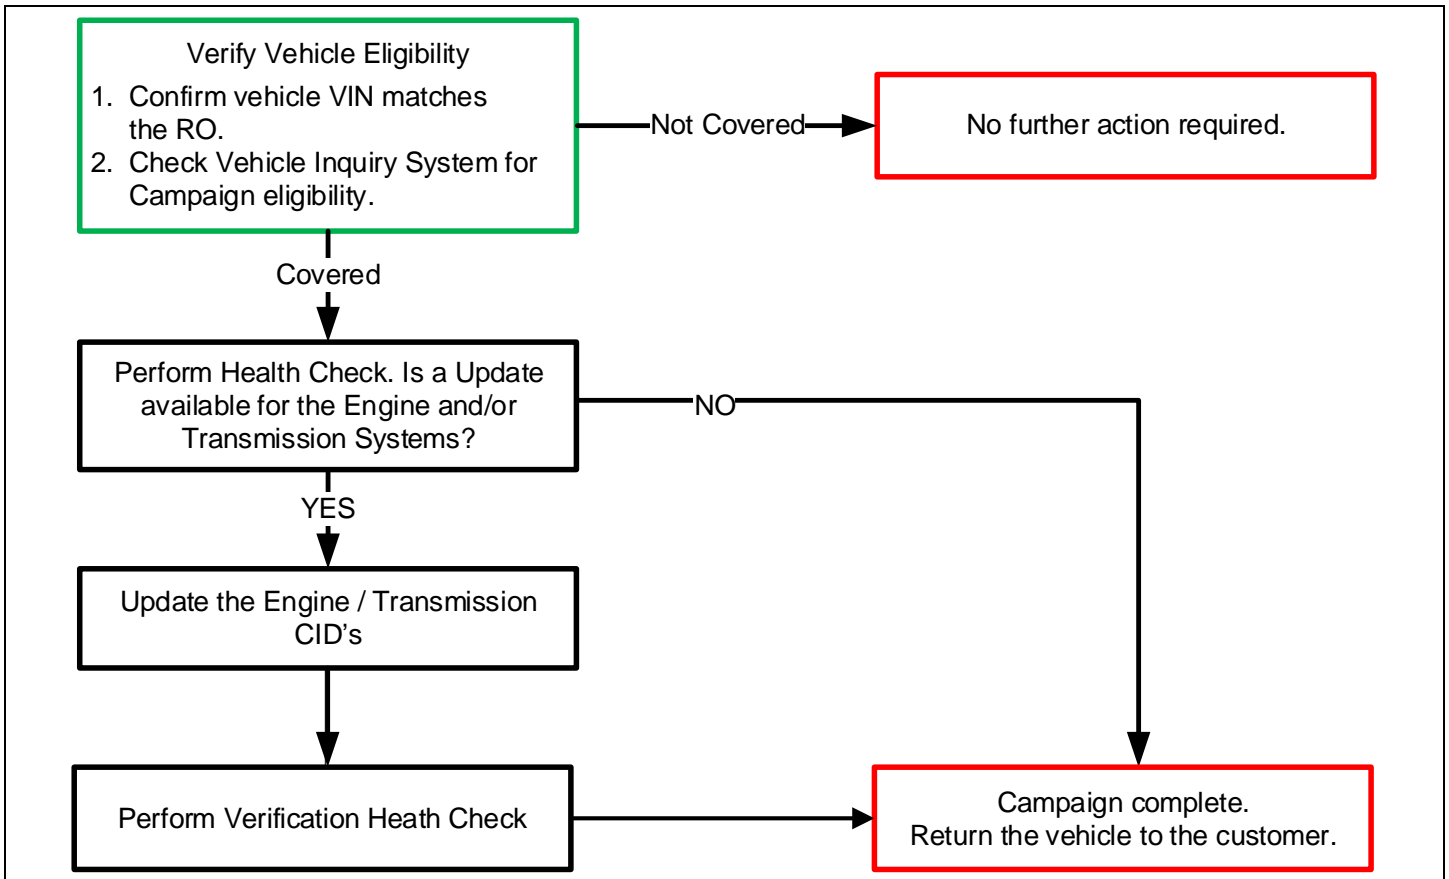 Verify Vehicle Eligibility
1. Confirm vehicle VIN matches
the RO.
2. Check Vehicle Inquiry System for
Campaign eligibility.
Not Covered
No further action required.
Covered
Perform Health Check. Is a Update
available for the Engine and/or
Transmission Systems?
NO
YES
Update the Engine / Transmission
CID's
Perform Verification Heath Check
Campaign complete.
Return the vehicle to the customer.